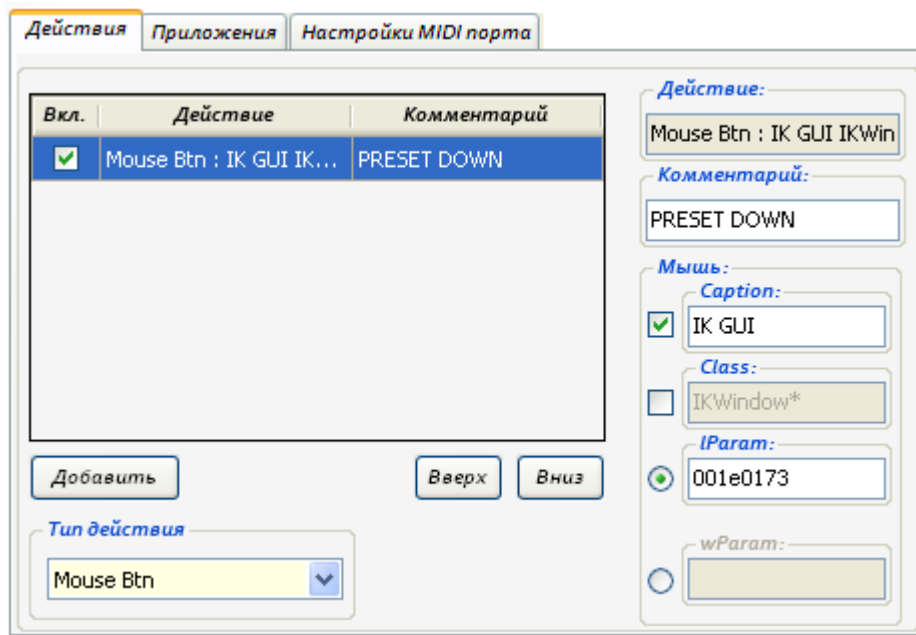 Действия Приложения Настройки MIDI порта
Вкл. Действие Комментарий
Mouse Btn : IK GUI IK... PRESET DOWN
Добавить Вверх Вниз
Тип действия
Mouse Btn
Действие:
Mouse Btn : IK GUI IKWin
Комментарий:
PRESET DOWN
Мышь:
Caption:
IK GUI
Class:
IKWindow*
lParam:
001e0173
wParam: